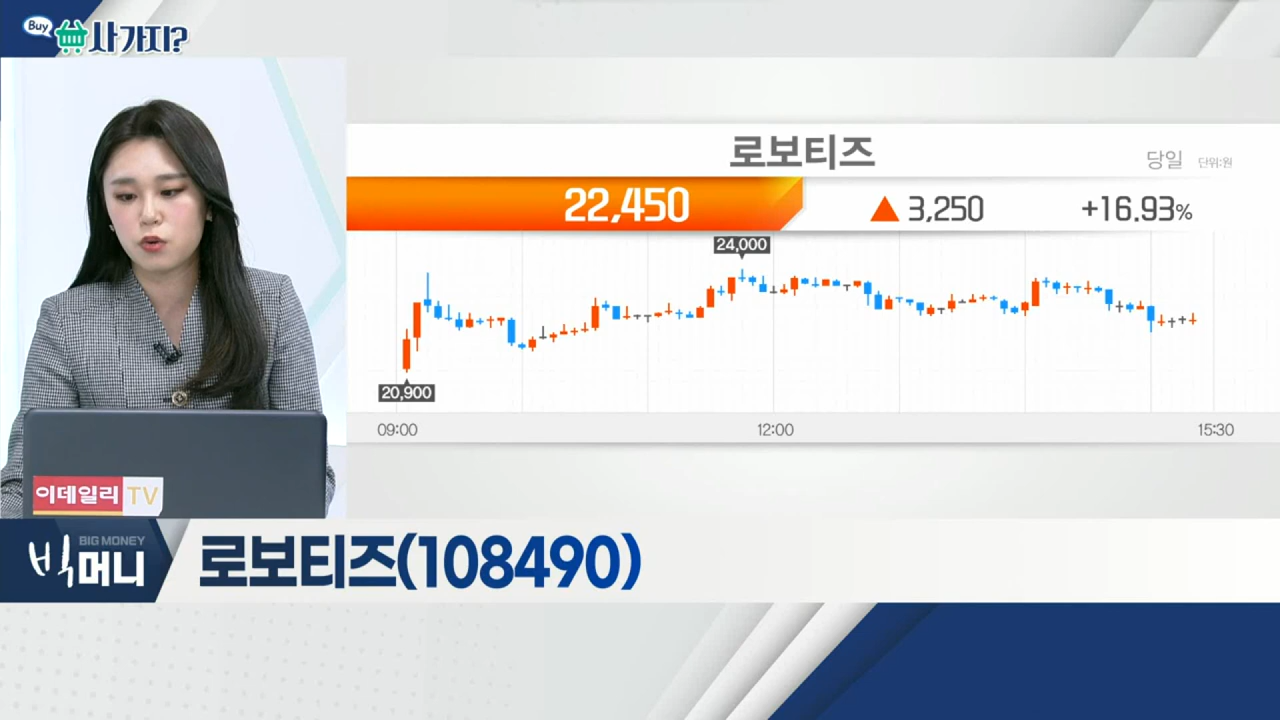 Buy
사가지?
로보티즈
당일 단위:원
22,450 ▲ 3,250 +16.93%
24,000
20,900
09:00 12:00 15:30
이데일리 TV
BIG MONEY
빅머니
로보티즈(108490)